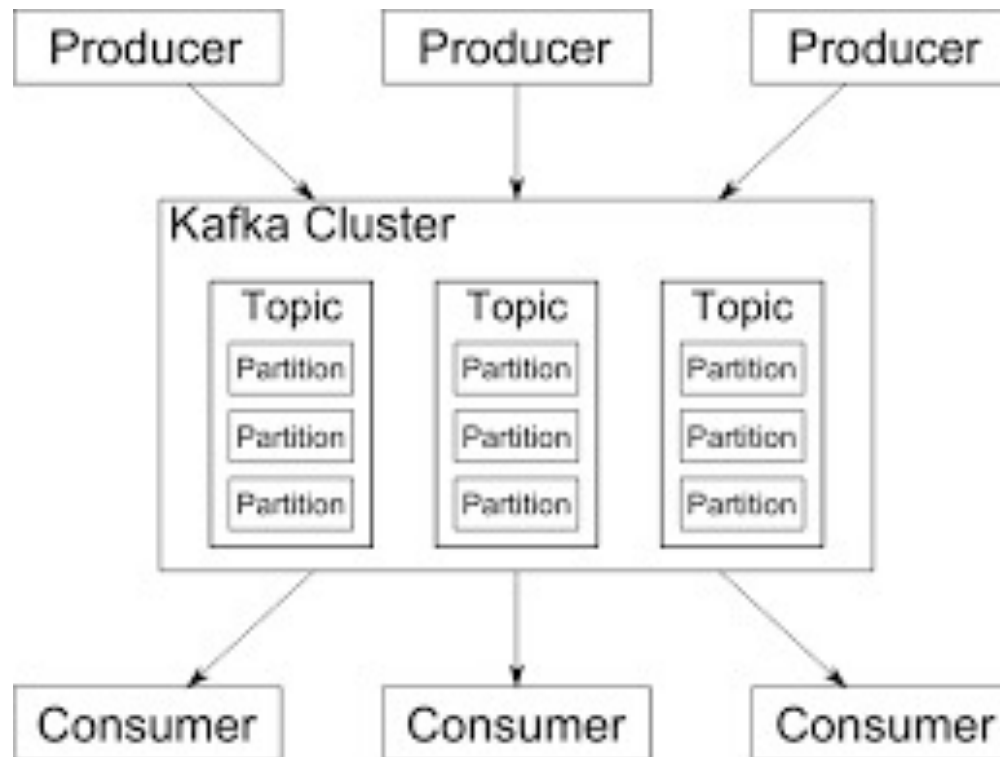 Producer Producer Producer
Kafka Cluster
Topic Topic Topic
Partition Partition Partition
Partition Partition Partition
Partition Partition Partition
Consumer Consumer Consumer